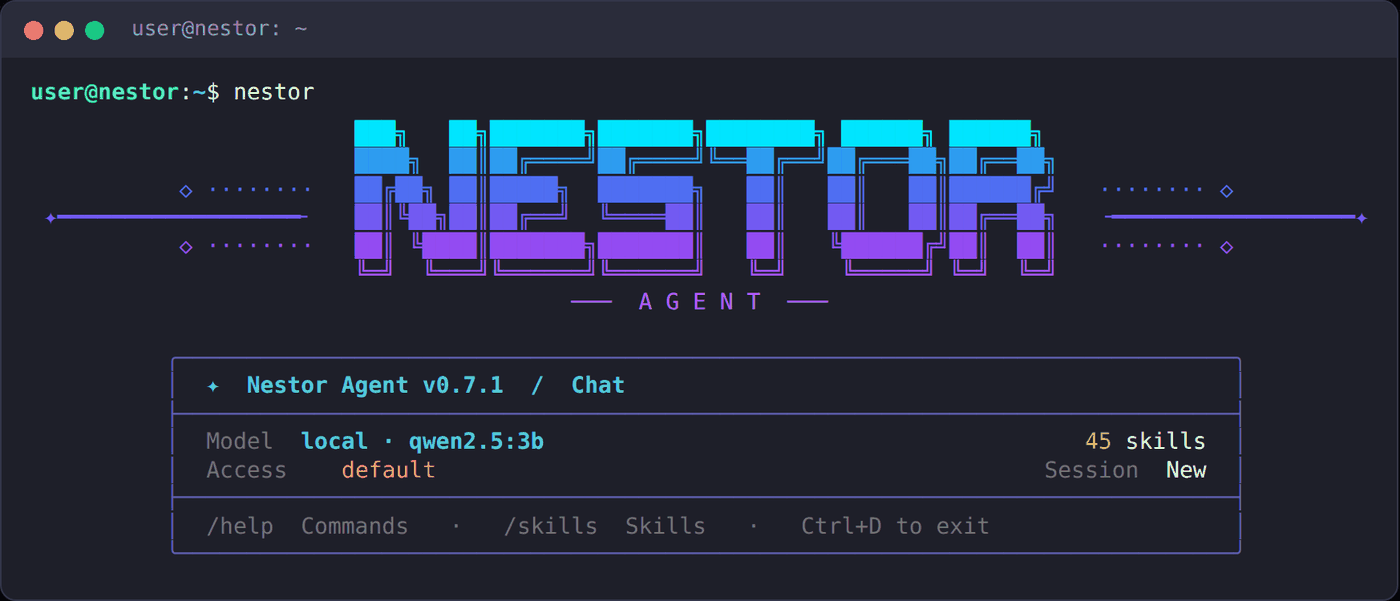 user@nestor: ~
user@nestor:~$ nestor
NESTOR
AGENT
✦ Nestor Agent v0.7.1 / Chat
Model local · qwen2.5:3b 45 skills
Access default Session New
/help Commands · /skills Skills · Ctrl+D to exit